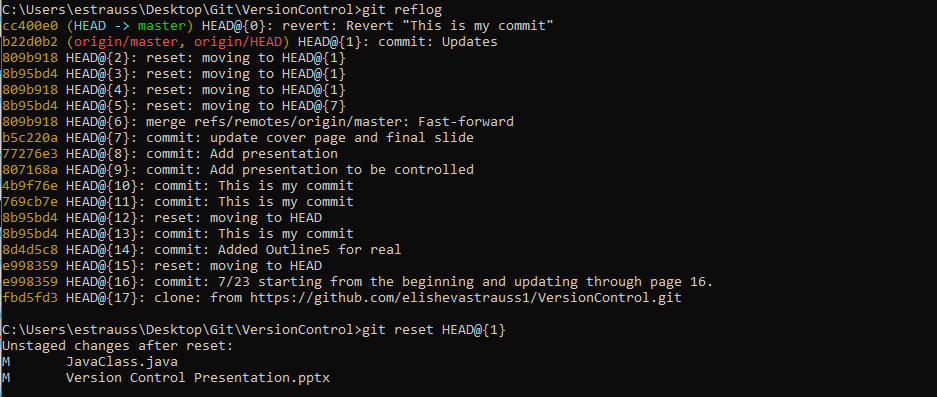 C:\Users\estrauss\Desktop\Git\VersionControl>git reflog
cc400e0 (HEAD -> master) HEAD@{0}: revert: Revert "This is my commit"
b22d0b2 (origin/master, origin/HEAD) HEAD@{1}: commit: Updates
809b918 HEAD@{2}: reset: moving to HEAD@{1}
8b95bd4 HEAD@{3}: reset: moving to HEAD@{1}
809b918 HEAD@{4}: reset: moving to HEAD@{1}
8b95bd4 HEAD@{5}: reset: moving to HEAD@{7}
809b918 HEAD@{6}: merge refs/remotes/origin/master: Fast-forward
b5c220a HEAD@{7}: commit: update cover page and final slide
77276e3 HEAD@{8}: commit: Add presentation
807168a HEAD@{9}: commit: Add presentation to be controlled
4b9f76e HEAD@{10}: commit: This is my commit
769cb7e HEAD@{11}: commit: This is my commit
8b95bd4 HEAD@{12}: reset: moving to HEAD
8b95bd4 HEAD@{13}: commit: This is my commit
8d4d5c8 HEAD@{14}: commit: Added Outline5 for real
e998359 HEAD@{15}: reset: moving to HEAD
e998359 HEAD@{16}: commit: 7/23 starting from the beginning and updating through page 16.
fbd5fd3 HEAD@{17}: clone: from https://github.com/elishevastrauss1/VersionControl.git
C:\Users\estrauss\Desktop\Git\VersionControl>git reset HEAD@{1}
Unstaged changes after reset:
M       JavaClass.java
M       Version Control Presentation.pptx